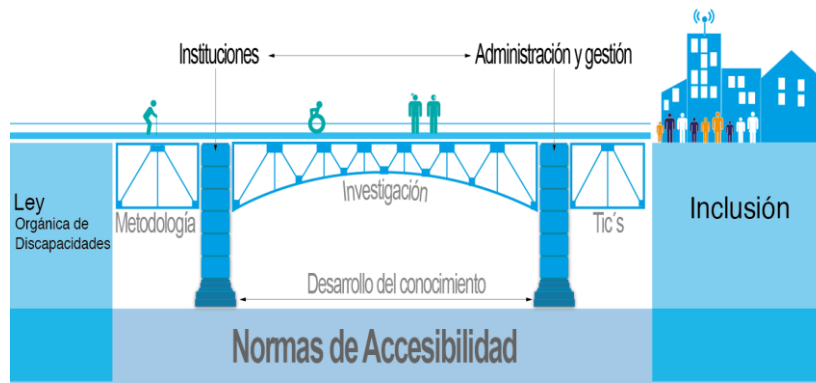 Instituciones
Administración y gestión
Ley
Orgánica de
Discapacidades
Metodología
Investigación
Tic´s
Inclusión
Desarrollo del conocimiento
Normas de Accesibilidad